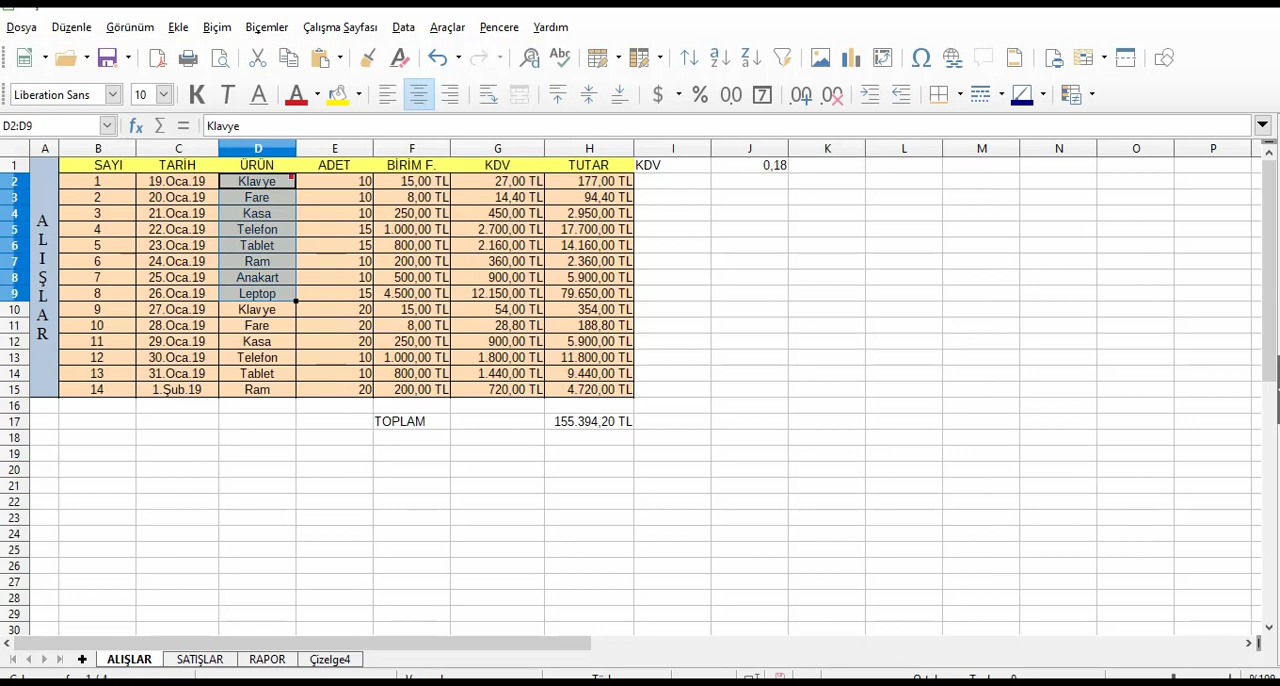 Dosya Düzenle Görünüm Ekle Biçim Biçemler Çalışma Sayfası Data Araçlar Pencere Yardım
Liberation Sans 10 K T A A $ % 00 7 00 00
D2:D9 fx Σ = Klavye
A B C D E F G H I J K L M N O P
1 SAYI TARİH ÜRÜN ADET BİRİM F. KDV TUTAR KDV 0,18
2 1 19.Oca.19 Klavye 10 15,00 TL 27,00 TL 177,00 TL
3 2 20.Oca.19 Fare 10 8,00 TL 14,40 TL 94,40 TL
4 3 21.Oca.19 Kasa 10 250,00 TL 450,00 TL 2.950,00 TL
5 4 22.Oca.19 Telefon 15 1.000,00 TL 2.700,00 TL 17.700,00 TL
6 5 23.Oca.19 Tablet 15 800,00 TL 2.160,00 TL 14.160,00 TL
7 6 24.Oca.19 Ram 10 200,00 TL 360,00 TL 2.360,00 TL
8 7 25.Oca.19 Anakart 10 500,00 TL 900,00 TL 5.900,00 TL
9 8 26.Oca.19 Leptop 15 4.500,00 TL 12.150,00 TL 79.650,00 TL
10 9 27.Oca.19 Klavye 20 15,00 TL 54,00 TL 354,00 TL
11 10 28.Oca.19 Fare 20 8,00 TL 28,80 TL 188,80 TL
12 11 29.Oca.19 Kasa 20 250,00 TL 900,00 TL 5.900,00 TL
13 12 30.Oca.19 Telefon 10 1.000,00 TL 1.800,00 TL 11.800,00 TL
14 13 31.Oca.19 Tablet 10 800,00 TL 1.440,00 TL 9.440,00 TL
15 14 1.Şub.19 Ram 20 200,00 TL 720,00 TL 4.720,00 TL
ALIŞLAR
16
17 TOPLAM 155.394,20 TL
18
19
20
21
22
23
24
25
26
27
28
29
30
ALIŞLAR SATIŞLAR RAPOR Çizelge4